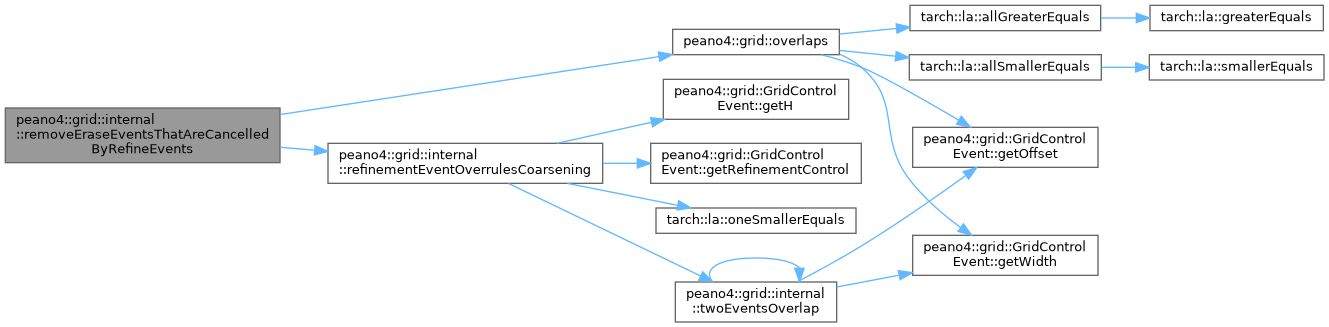 peano4::grid::internal
::removeEraseEventsThatAreCancelled
ByRefineEvents
peano4::grid::overlaps
tarch::la::allGreaterEquals
tarch::la::greaterEquals
tarch::la::allSmallerEquals
tarch::la::smallerEquals
peano4::grid::GridControl
Event::getOffset
peano4::grid::GridControl
Event::getWidth
peano4::grid::internal
::refinementEventOverrulesCoarsening
peano4::grid::GridControl
Event::getH
peano4::grid::GridControl
Event::getRefinementControl
tarch::la::oneSmallerEquals
peano4::grid::internal
::twoEventsOverlap